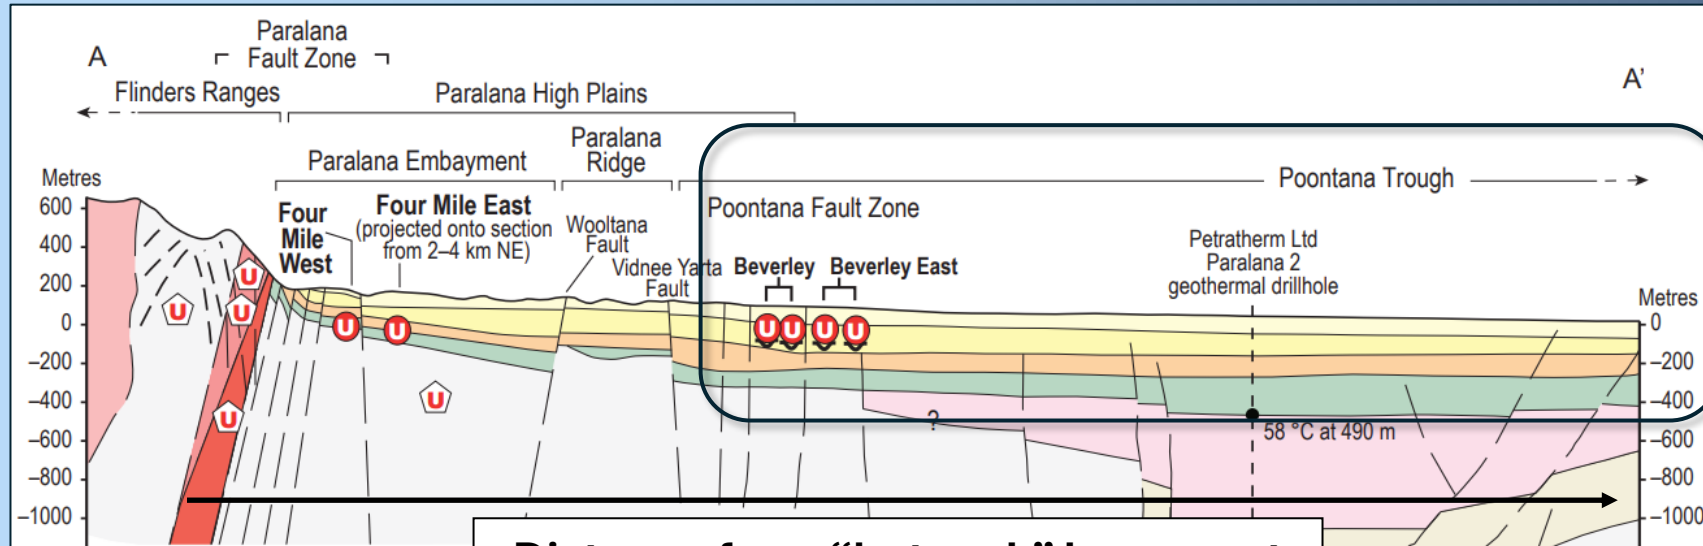 Paralana
Fault Zone
A
A'
Flinders Ranges
Paralana High Plains
Paralana
Ridge
Paralana Embayment
Poontana Trough
Metres
Four
Mile
West
Four Mile East
(projected onto section
from 2–4 km NE)
Wooltana
Fault
Vidnee Yarta
Fault
Poontana Fault Zone
Beverley
Beverley East
Petratherm Ltd
Paralana 2
geothermal drillhole
Metres
600
400
200
0
–200
–400
–600
–800
–1000
U
U
U
U
U
U
U
U
U
U
U
?
58 °C at 490 m
0
–200
–400
–600
–800
–1000